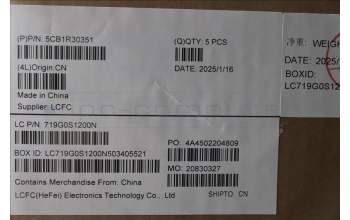 (P)P/N: 5CB1R30351
(Q)QTY: 5 PCS
(4L)Origin:CN
DATE: 2025/1/16
Made in China
Supplier: LCFC
净重: WEIGH
DATE: 2025/1
BOXID:
LC719G0S12
LC P/N: 719G0S1200N
PO: 4A4502204809
BOX ID: LC719G0S1200N503405521
MO: 20830327
Contains Merchandise From: China
SHIPTO: CN
LCFC(HeFei) Electronics Technology Co., Ltd